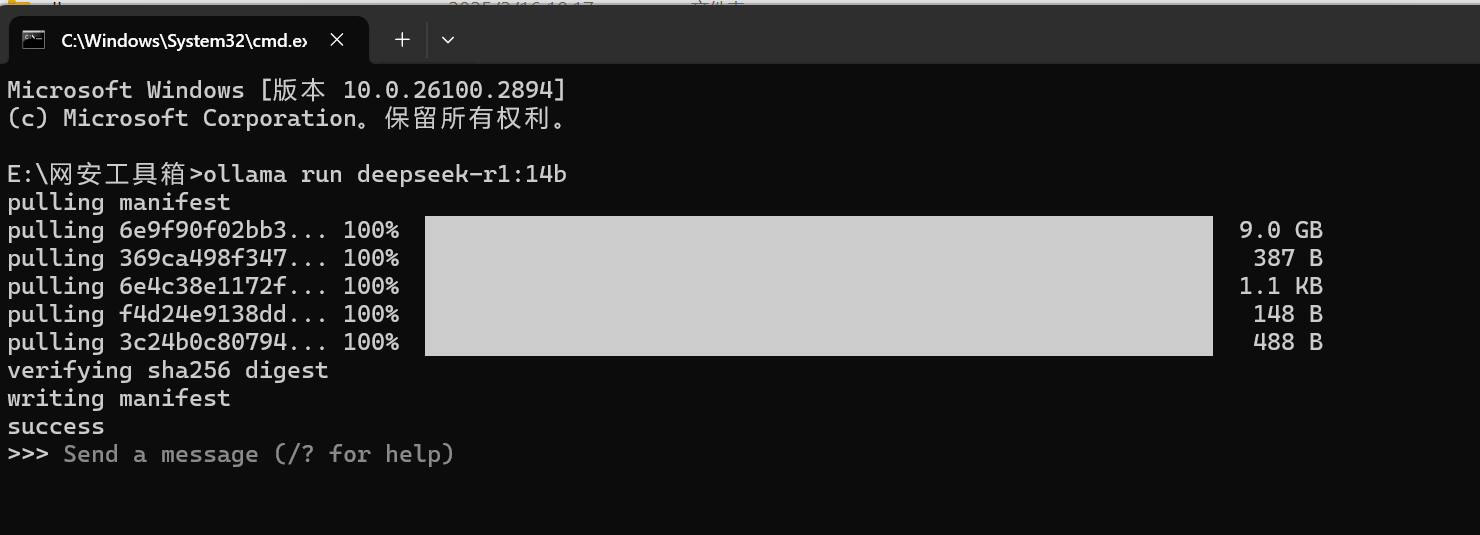 C:\Windows\System32\cmd.e
Microsoft Windows [版本 10.0.26100.2894]
(c) Microsoft Corporation。保留所有权利。
E:\网安工具箱>ollama run deepseek-r1:14b
pulling manifest
pulling 6e9f90f02bb3... 100% 9.0 GB
pulling 369ca498f347... 100% 387 B
pulling 6e4c38e1172f... 100% 1.1 KB
pulling f4d24e9138dd... 100% 148 B
pulling 3c24b0c80794... 100% 488 B
verifying sha256 digest
writing manifest
success
>>> Send a message (/? for help)